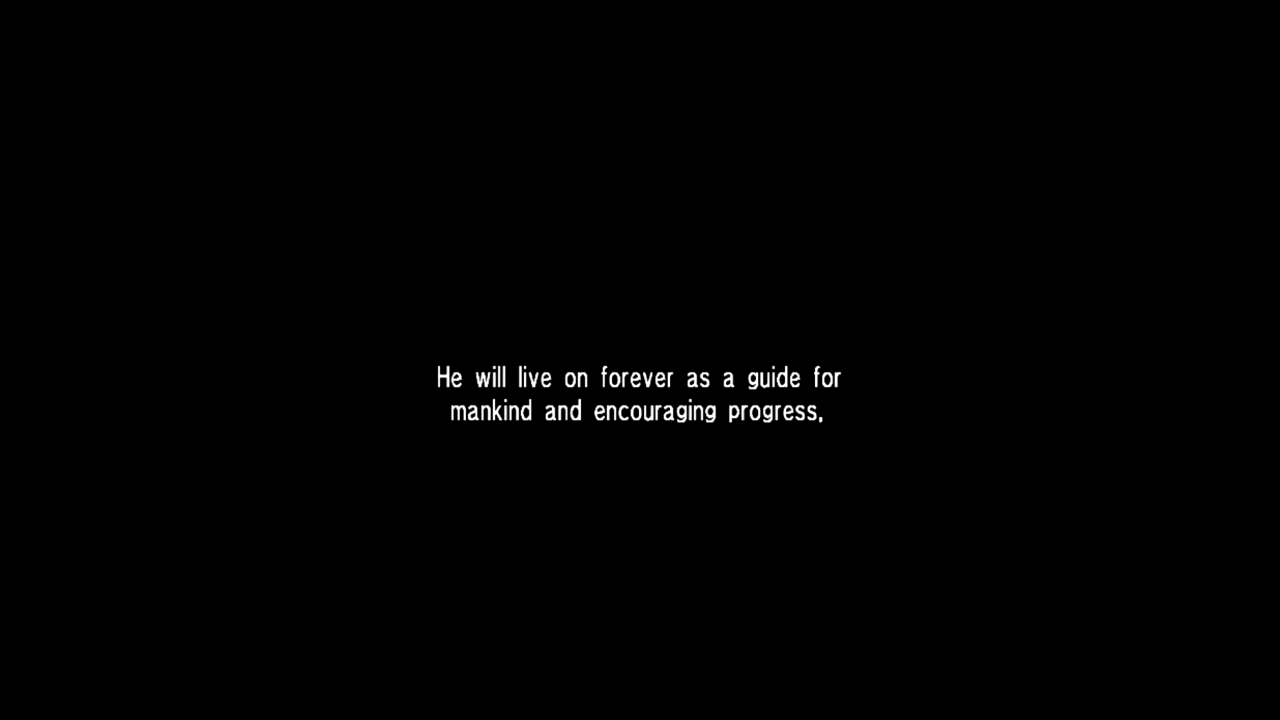 He will live on forever as a guide for
mankind and encouraging progress.